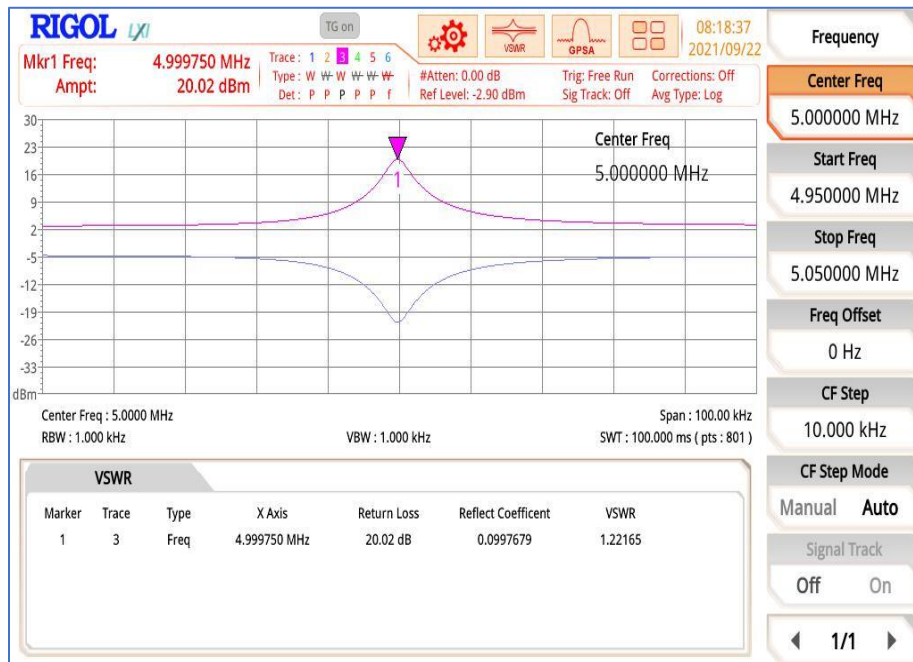 RIGOL LXI
TG on
VSWR
GPSA
08:18:37
2021/09/22
Mkr1 Freq: 4.999750 MHz
Ampt: 20.02 dBm
Trace: 1 2 3 4 5 6
Type: W W W W W W
Det: P P P P P f
#Atten: 0.00 dB
Ref Level: -2.90 dBm
Trig: Free Run
Sig Track: Off
Corrections: Off
Avg Type: Log
30
23
16
9
2
-5
-12
-19
-26
-33
dBm
Center Freq
5.000000 MHz
1
Center Freq : 5.0000 MHz
Span : 100.00 kHz
RBW : 1.000 kHz
VBW : 1.000 kHz
SWT : 100.000 ms ( pts : 801 )
VSWR
Marker Trace Type X Axis Return Loss Reflect Coefficent VSWR
1 3 Freq 4.999750 MHz 20.02 dB 0.0997679 1.22165
Frequency
Center Freq
5.000000 MHz
Start Freq
4.950000 MHz
Stop Freq
5.050000 MHz
Freq Offset
0 Hz
CF Step
10.000 kHz
CF Step Mode
Manual Auto
Signal Track
Off On
1/1